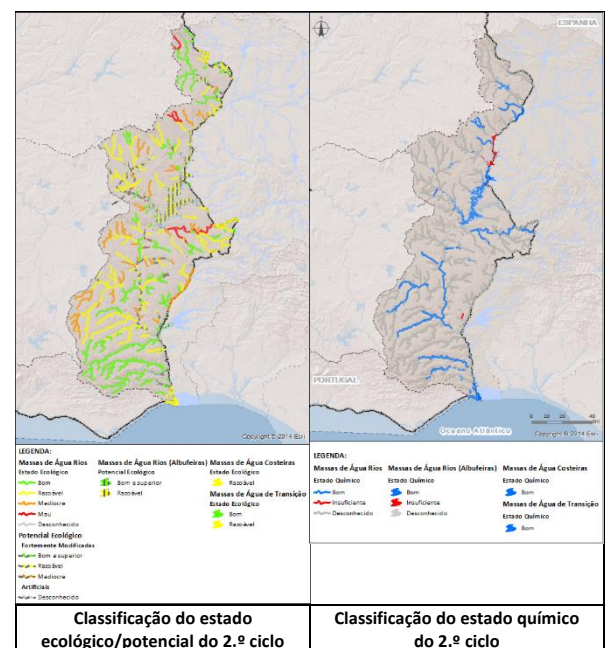 ESPANHA
PORTUGAL
Oceano Atlântico
0 10 20 40
km
Copyright © 2014 Esri
Copyright © 2014 Esri
LEGENDA:
Massas de Água Rios
Estado Ecológico
Bom
Razoável
Medíocre
Mau
Desconhecido
Potencial Ecológico
Fortemente Modificadas
Bom e superior
Razoável
Medíocre
Artificiais
Desconhecido
Massas de Água Rios (Albufeiras)
Potencial Ecológico
Bom e superior
Razoável
Massas de Água Costeiras
Estado Ecológico
Razoável
Massas de Água de Transição
Estado Ecológico
Bom
Razoável
LEGENDA:
Massas de Água Rios
Estado Químico
Bom
Insuficiente
Desconhecido
Massas de Água Rios (Albufeiras)
Estado Químico
Bom
Insuficiente
Desconhecido
Massas de Água Costeiras
Estado Químico
Bom
Massas de Água de Transição
Estado Químico
Bom
Classificação do estado
ecológico/potencial do 2.º ciclo
Classificação do estado químico
do 2.º ciclo